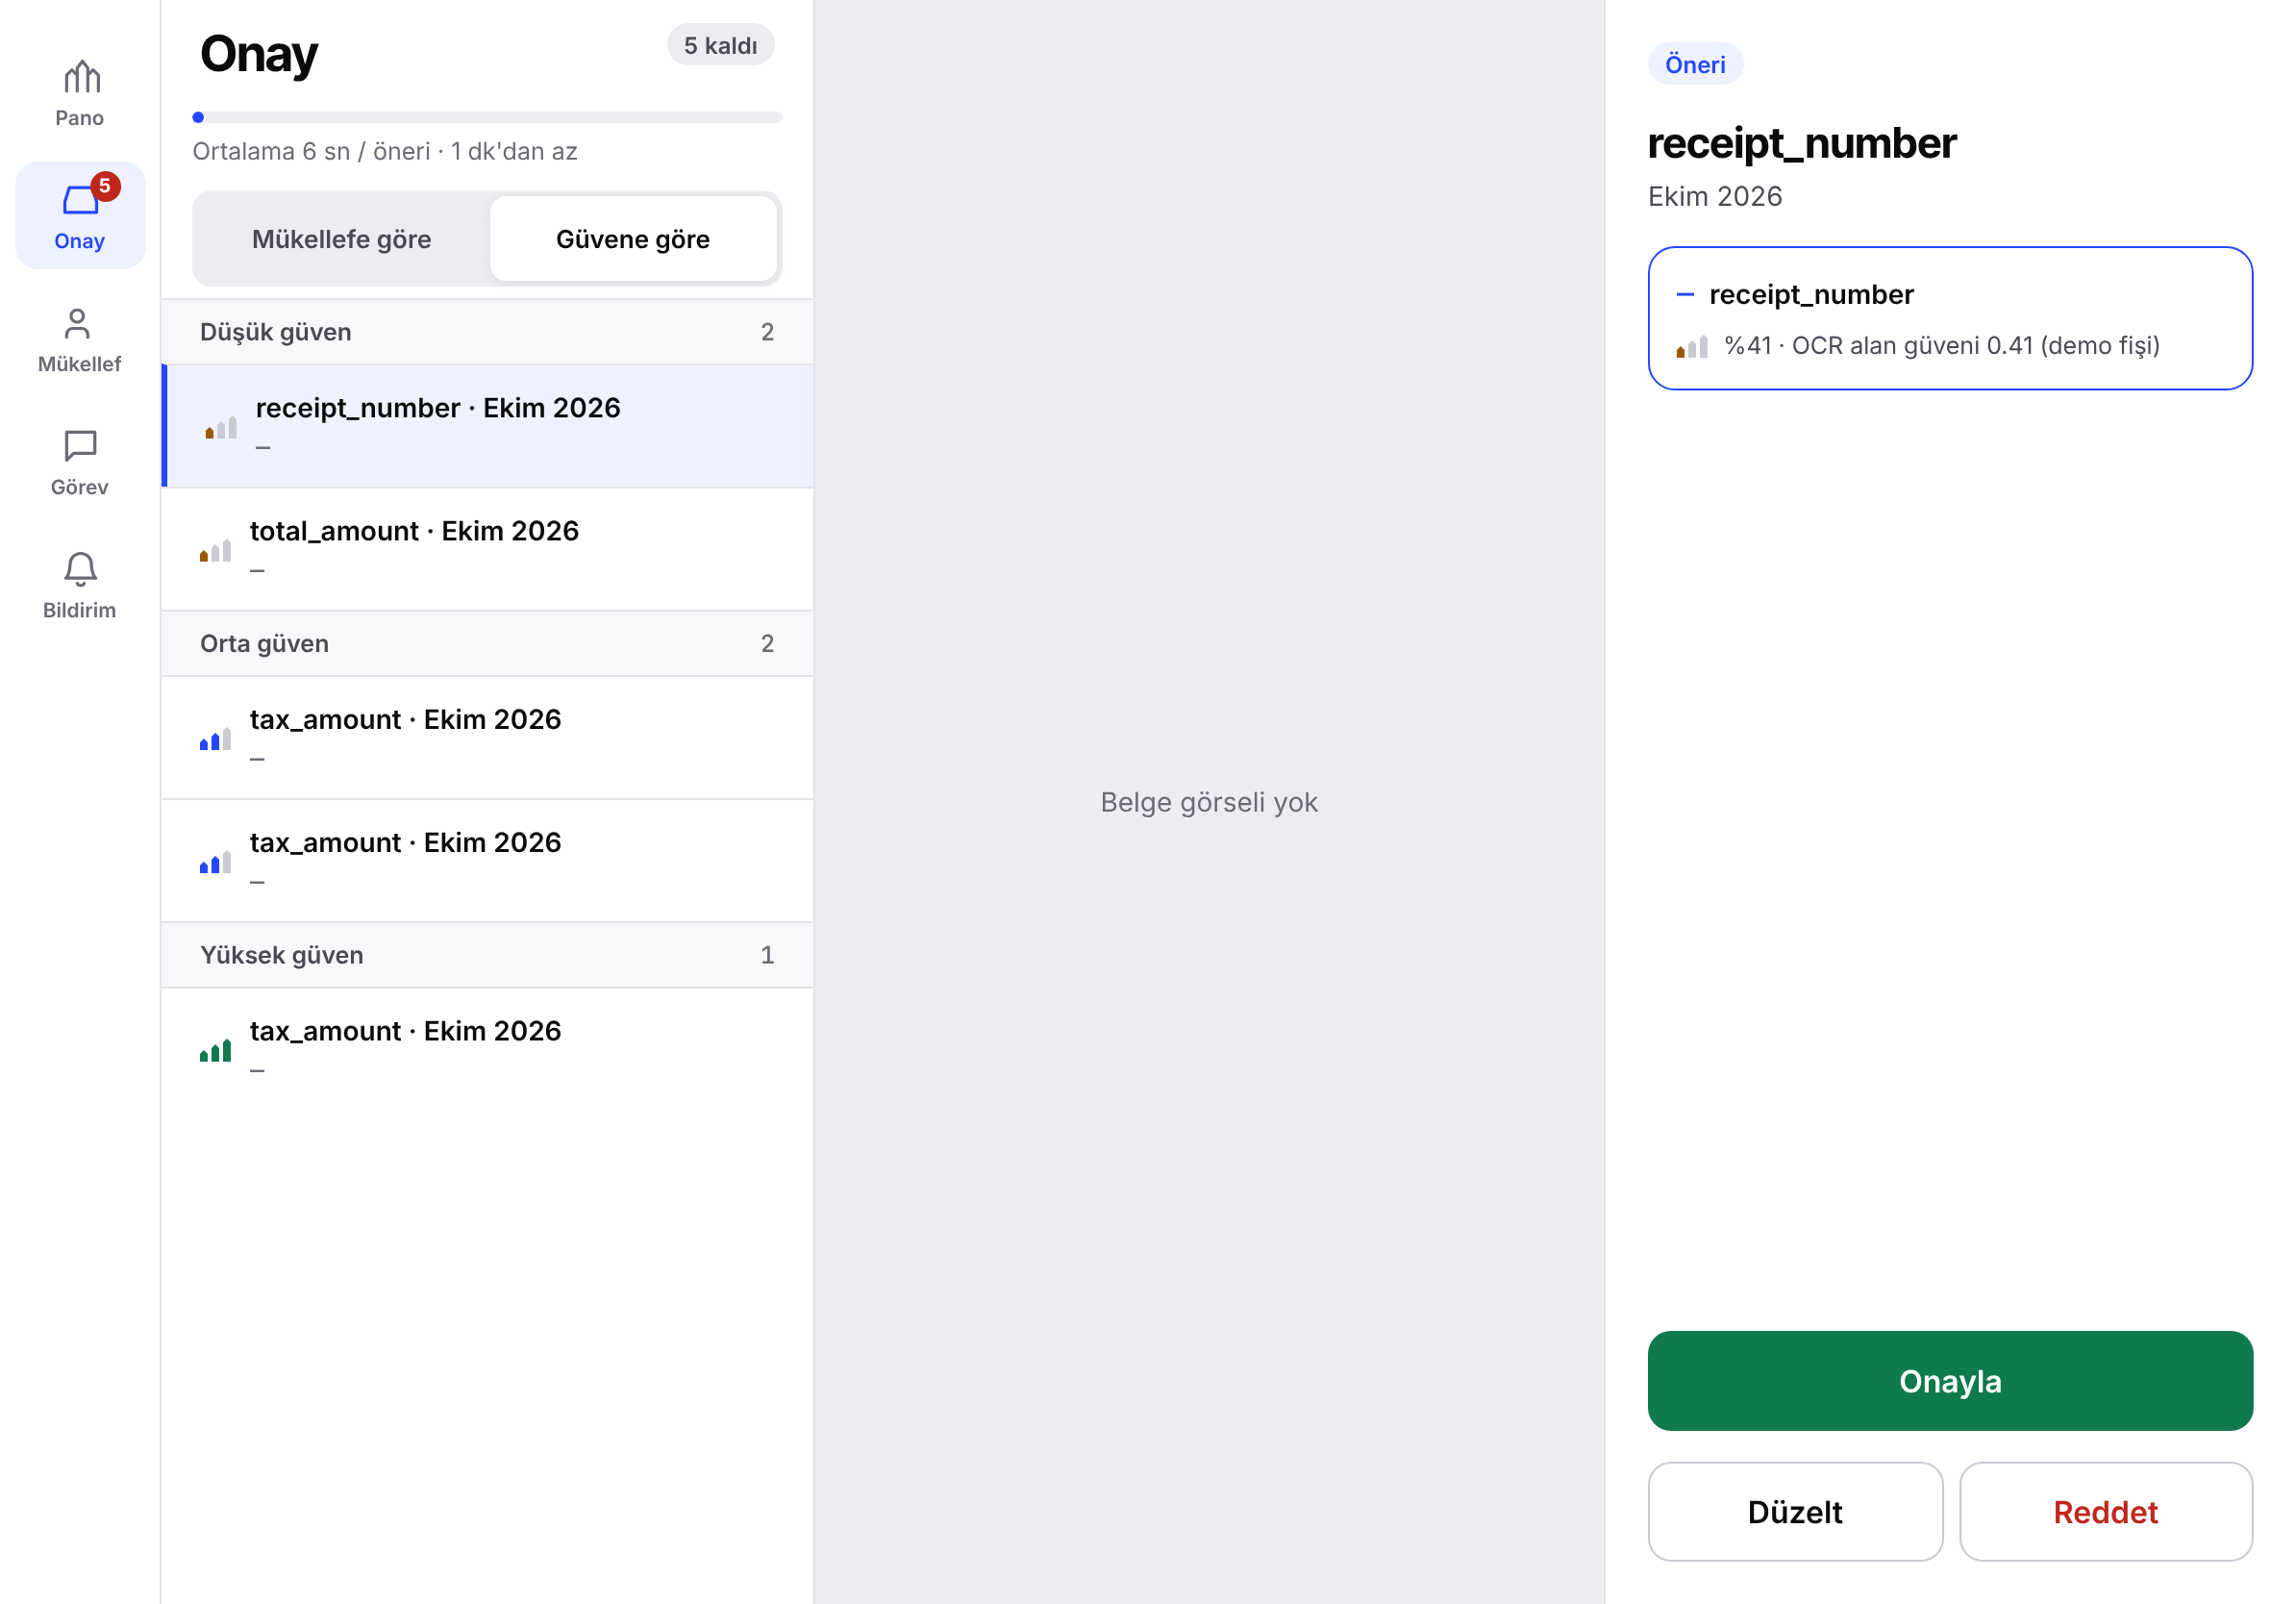 Pano
5
Onay
Mükellef
Görev
Bildirim
Onay
5 kaldı
Ortalama 6 sn / öneri · 1 dk'dan az
Mükellefe göre
Güvene göre
Düşük güven
2
receipt_number · Ekim 2026
–
total_amount · Ekim 2026
–
Orta güven
2
tax_amount · Ekim 2026
–
tax_amount · Ekim 2026
–
Yüksek güven
1
tax_amount · Ekim 2026
–
Belge görseli yok
Öneri
receipt_number
Ekim 2026
– receipt_number
%41 · OCR alan güveni 0.41 (demo fişi)
Onayla
Düzelt
Reddet